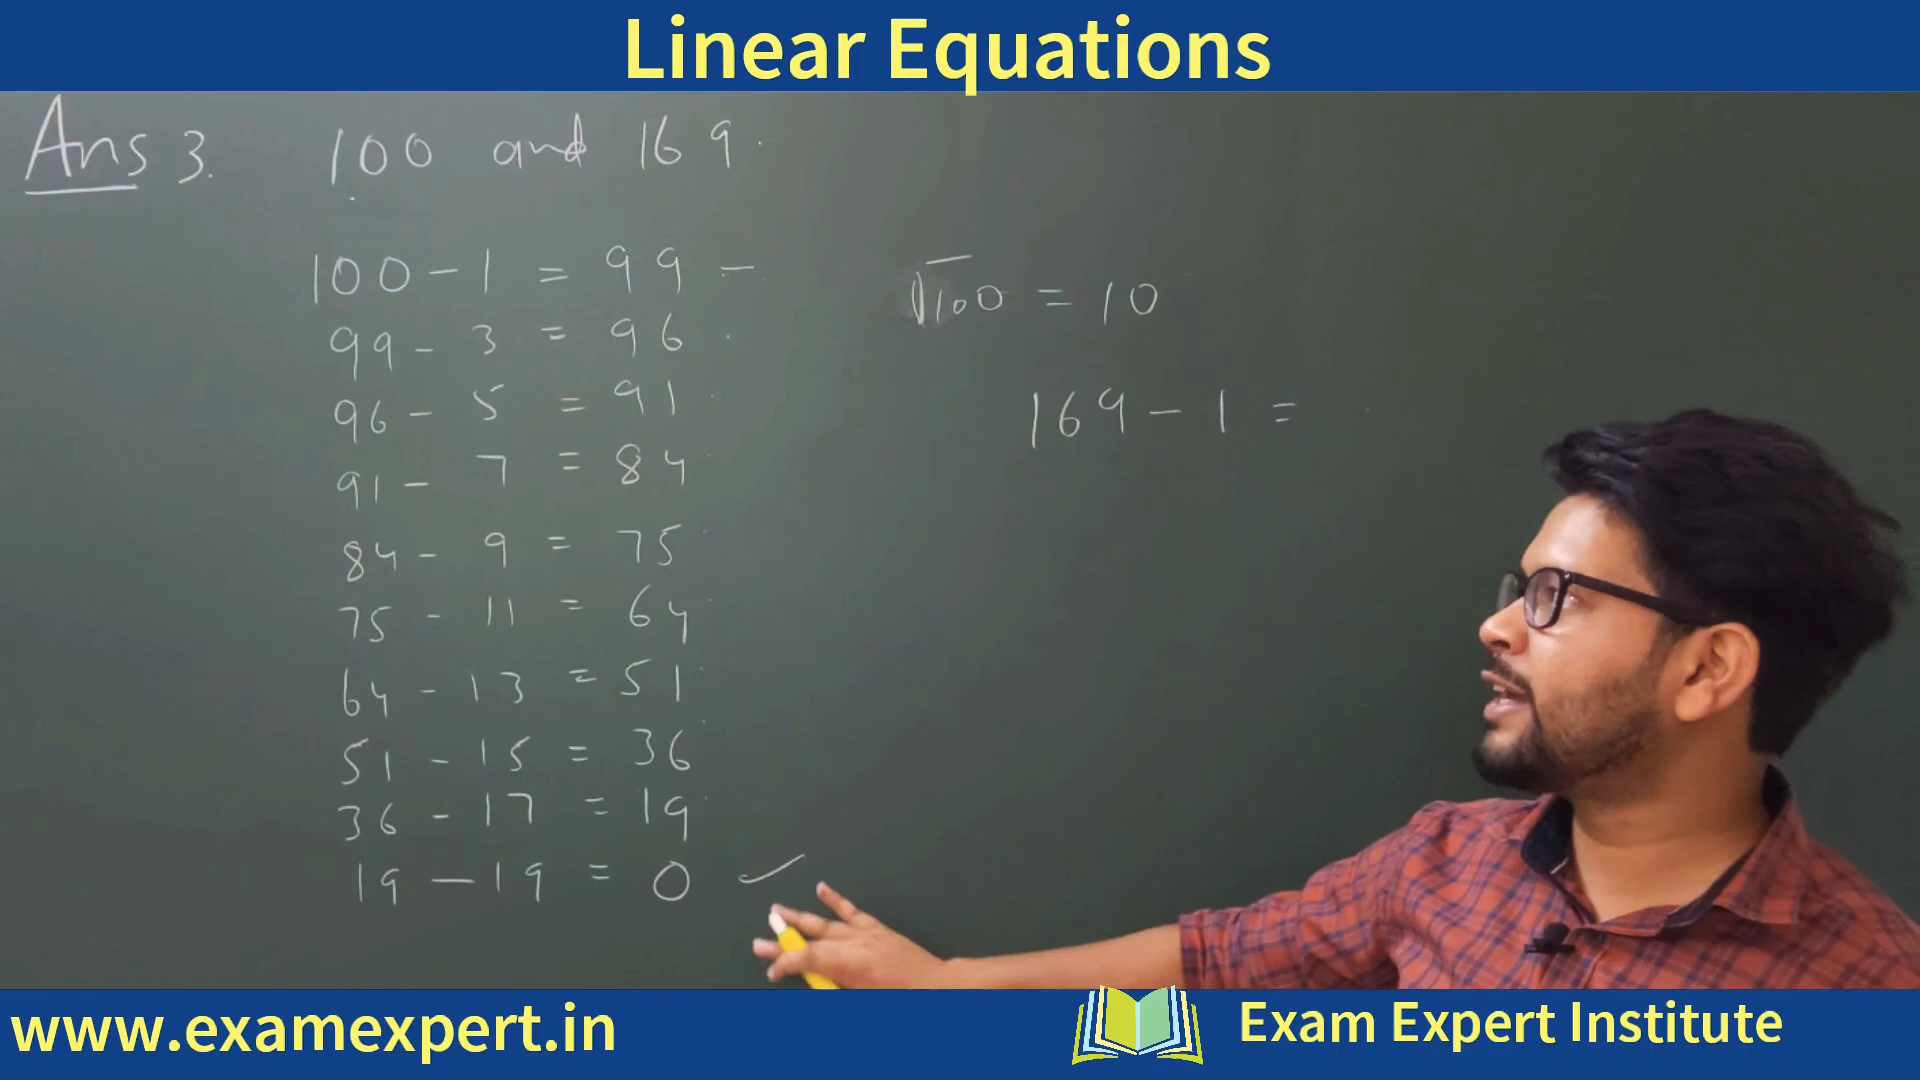 Linear Equations
Ans 3. 100 and 169.
100 - 1 = 99 -
99 - 3 = 96
96 - 5 = 91
91 - 7 = 84
84 - 9 = 75
75 - 11 = 64
64 - 13 = 51
51 - 15 = 36
36 - 17 = 19
19 - 19 = 0 ✓
√100 = 10
169 - 1 =
www.examexpert.in
Exam Expert Institute